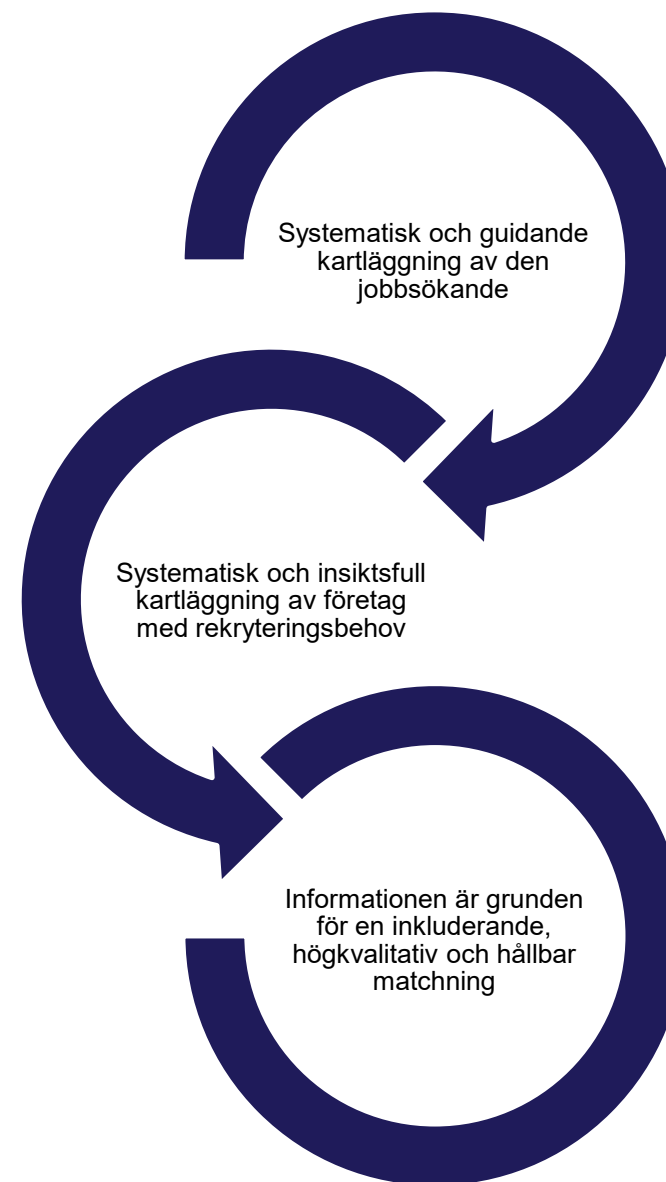 Systematisk och guidande
kartläggning av den
jobbsökande
Systematisk och insiktsfull
kartläggning av företag
med rekryteringsbehov
Informationen är grunden
för en inkluderande,
högkvalitativ och hållbar
matchning